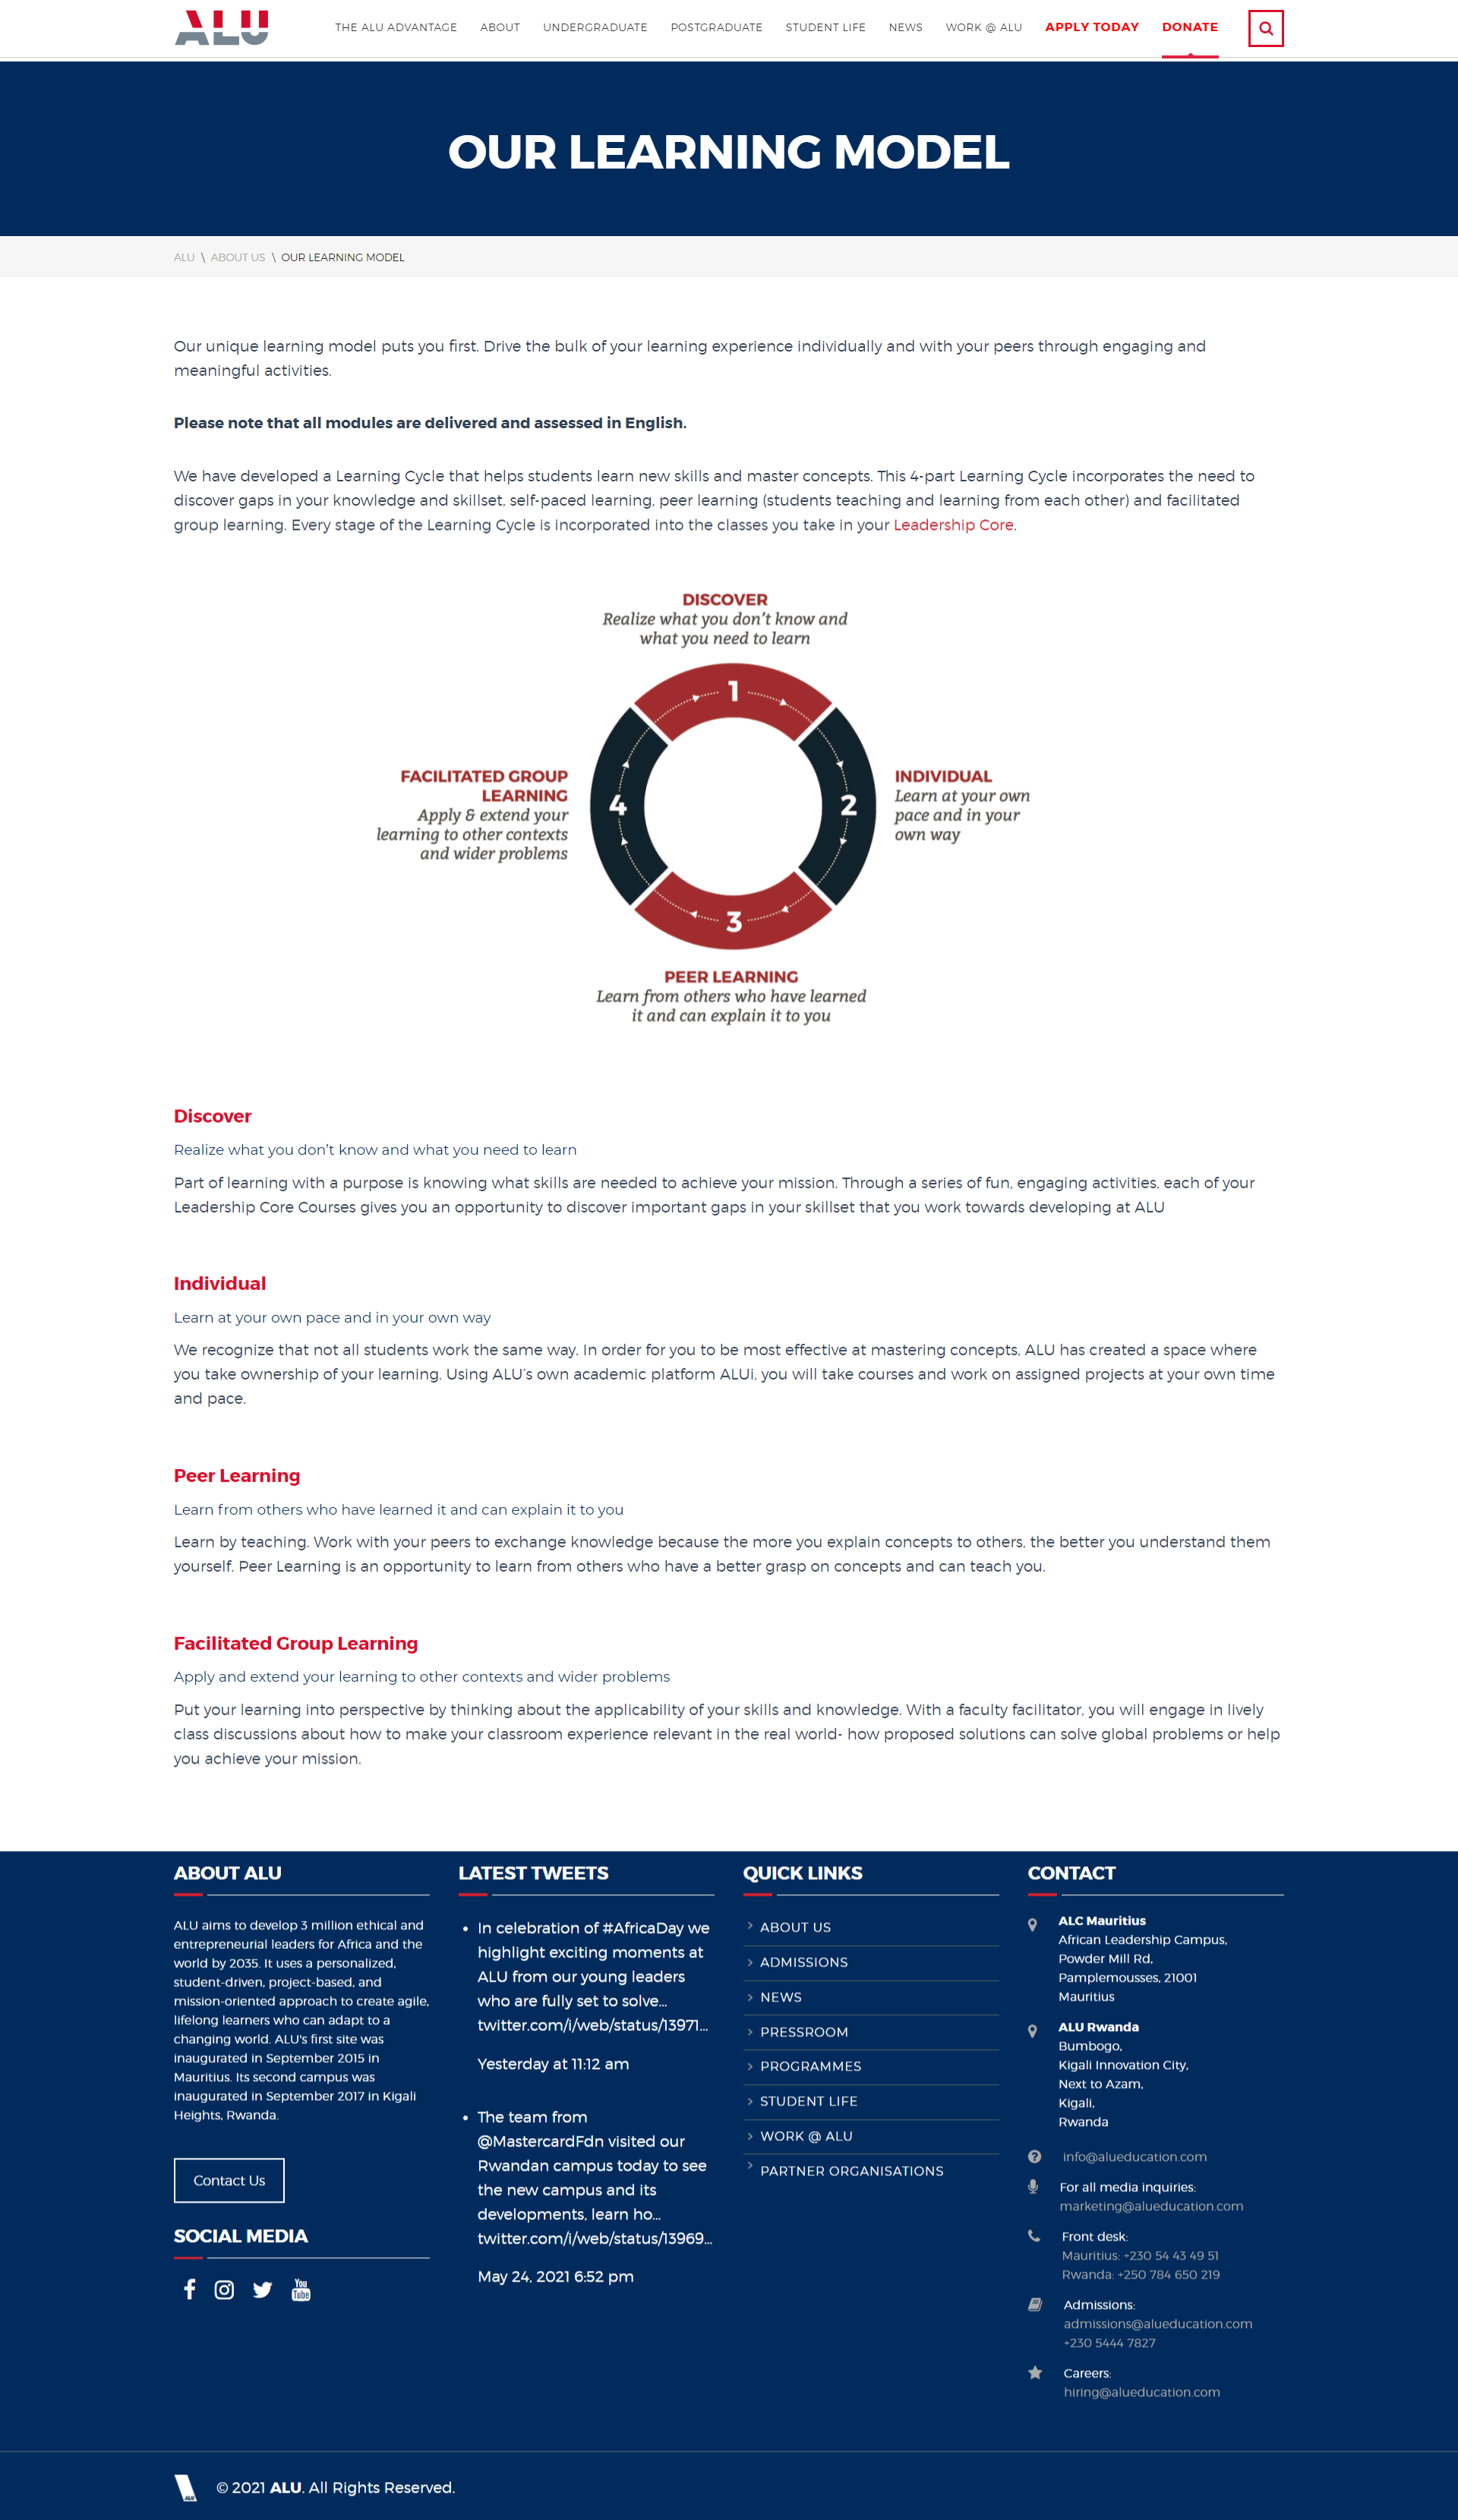 ALU
THE ALU ADVANTAGE
ABOUT
UNDERGRADUATE
POSTGRADUATE
STUDENT LIFE
NEWS
WORK @ ALU
APPLY TODAY
DONATE
OUR LEARNING MODEL
ALU \ ABOUT US \ OUR LEARNING MODEL
Our unique learning model puts you first. Drive the bulk of your learning experience individually and with your peers through engaging and
meaningful activities.
Please note that all modules are delivered and assessed in English.
We have developed a Learning Cycle that helps students learn new skills and master concepts. This 4-part Learning Cycle incorporates the need to
discover gaps in your knowledge and skillset, self-paced learning, peer learning (students teaching and learning from each other) and facilitated
group learning. Every stage of the Learning Cycle is incorporated into the classes you take in your Leadership Core.
DISCOVER
Realize what you don't know and
what you need to learn
1
INDIVIDUAL
Learn at your own
pace and in your
own way
2
3
PEER LEARNING
Learn from others who have learned
it and can explain it to you
4
FACILITATED GROUP
LEARNING
Apply & extend your
learning to other contexts
and wider problems
Discover
Realize what you don't know and what you need to learn
Part of learning with a purpose is knowing what skills are needed to achieve your mission. Through a series of fun, engaging activities, each of your
Leadership Core Courses gives you an opportunity to discover important gaps in your skillset that you work towards developing at ALU
Individual
Learn at your own pace and in your own way
We recognize that not all students work the same way. In order for you to be most effective at mastering concepts, ALU has created a space where
you take ownership of your learning. Using ALU's own academic platform ALUi, you will take courses and work on assigned projects at your own time
and pace.
Peer Learning
Learn from others who have learned it and can explain it to you
Learn by teaching. Work with your peers to exchange knowledge because the more you explain concepts to others, the better you understand them
yourself. Peer Learning is an opportunity to learn from others who have a better grasp on concepts and can teach you.
Facilitated Group Learning
Apply and extend your learning to other contexts and wider problems
Put your learning into perspective by thinking about the applicability of your skills and knowledge. With a faculty facilitator, you will engage in lively
class discussions about how to make your classroom experience relevant in the real world- how proposed solutions can solve global problems or help
you achieve your mission.
ABOUT ALU
ALU aims to develop 3 million ethical and
entrepreneurial leaders for Africa and the
world by 2035. It uses a personalized,
student-driven, project-based, and
mission-oriented approach to create agile,
lifelong learners who can adapt to a
changing world. ALU's first site was
inaugurated in September 2015 in
Mauritius. Its second campus was
inaugurated in September 2017 in Kigali
Heights, Rwanda.
Contact Us
SOCIAL MEDIA
You
Tube
LATEST TWEETS
In celebration of #AfricaDay we
highlight exciting moments at
ALU from our young leaders
who are fully set to solve...
twitter.com/i/web/status/13971...
Yesterday at 11:12 am
The team from
@MastercardFdn visited our
Rwandan campus today to see
the new campus and its
developments, learn ho...
twitter.com/i/web/status/13969...
May 24, 2021 6:52 pm
QUICK LINKS
ABOUT US
ADMISSIONS
NEWS
PRESSROOM
PROGRAMMES
STUDENT LIFE
WORK @ ALU
PARTNER ORGANISATIONS
CONTACT
ALC Mauritius
African Leadership Campus,
Powder Mill Rd,
Pamplemousses, 21001
Mauritius
ALU Rwanda
Bumbogo,
Kigali Innovation City,
Next to Azam,
Kigali,
Rwanda
info@alueducation.com
For all media inquiries:
marketing@alueducation.com
Front desk:
Mauritius: +230 54 43 49 51
Rwanda: +250 784 650 219
Admissions:
admissions@alueducation.com
+230 5444 7827
Careers:
hiring@alueducation.com
ALU
© 2021 ALU. All Rights Reserved.